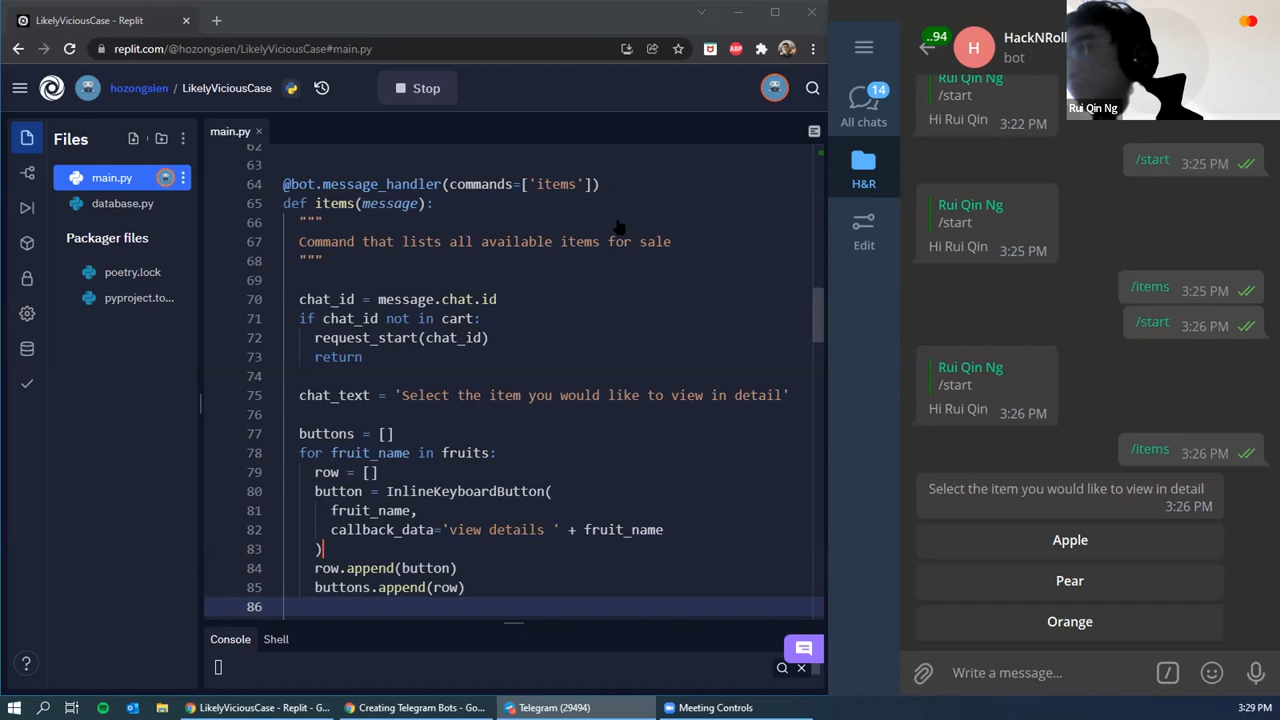 LikelyViciousCase - Replit
replit.com/@hozongsien/LikelyViciousCase#main.py
hozongsien / LikelyViciousCase
Stop
Files
main.py
database.py
Packager files
poetry.lock
pyproject.to...
main.py
62
63
64 @bot.message_handler(commands=['items'])
65 def items(message):
66 """
67 Command that lists all available items for sale
68 """
69
70 chat_id = message.chat.id
71 if chat_id not in cart:
72 request_start(chat_id)
73 return
74
75 chat_text = 'Select the item you would like to view in detail'
76
77 buttons = []
78 for fruit_name in fruits:
79 row = []
80 button = InlineKeyboardButton(
81 fruit_name,
82 callback_data='view details ' + fruit_name
83 )
84 row.append(button)
85 buttons.append(row)
86
Console Shell
..94
H
HackNRoll
bot
14
All chats
H&R
Edit
Rui Qin Ng
Rui Qin Ng
/start
Hi Rui Qin 3:22 PM
/start 3:25 PM
Rui Qin Ng
/start
Hi Rui Qin 3:25 PM
/items 3:25 PM
/start 3:26 PM
Rui Qin Ng
/start
Hi Rui Qin 3:26 PM
/items 3:26 PM
Select the item you would like to view in detail
3:26 PM
Apple
Pear
Orange
Write a message...
LikelyViciousCase - Replit - G...
Creating Telegram Bots - Go...
Telegram (29494)
Meeting Controls
3:29 PM